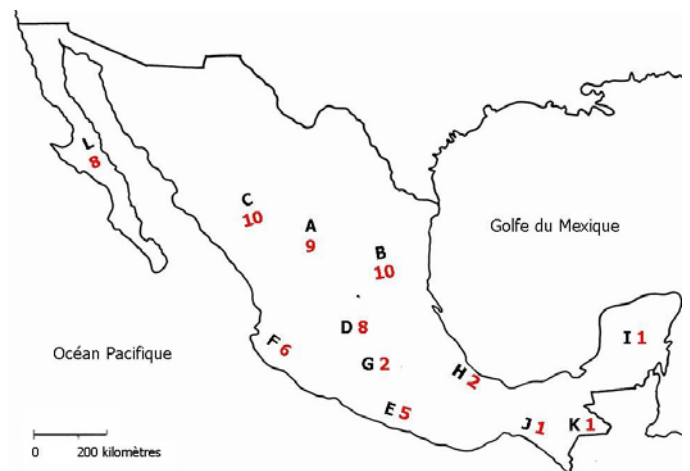 L
8
C
10
A
9
B
10
Golfe du Mexique
D 8
I 1
F 6
Océan Pacifique
G 2
H 2
E 5
J 1
K 1
0 200 kilomètres